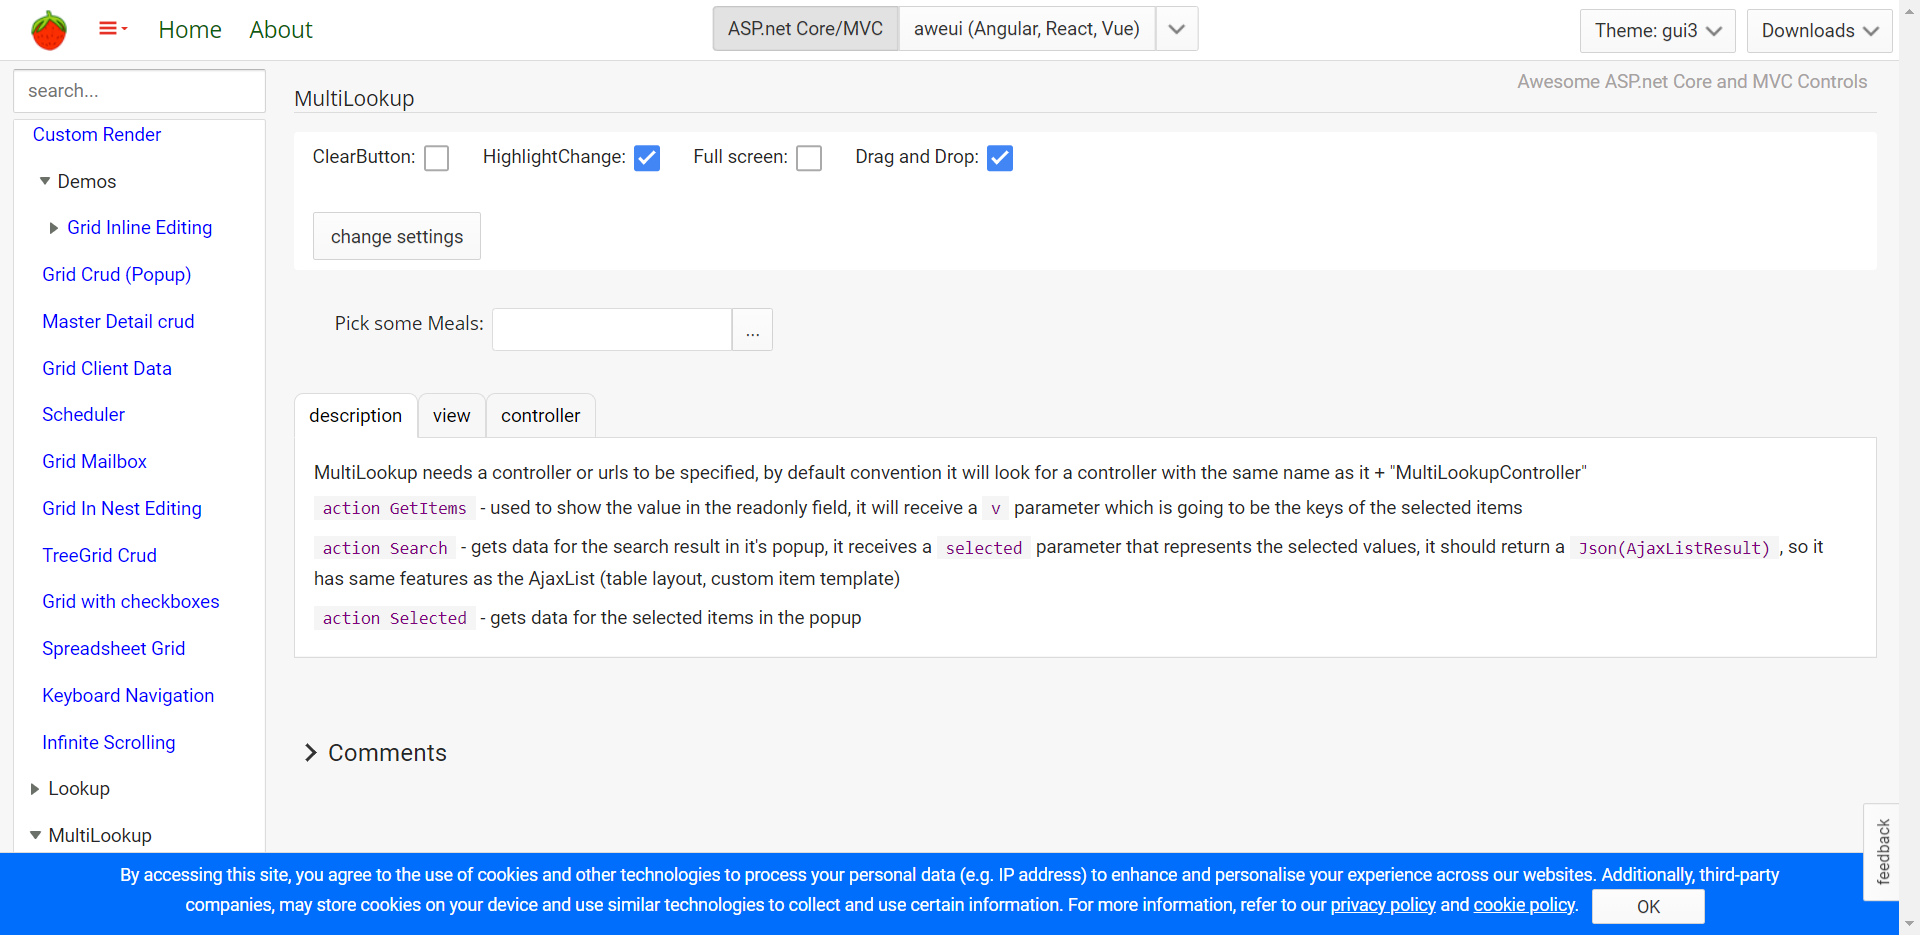 Home
About
ASP.net Core/MVC
aweui (Angular, React, Vue)
Theme: gui3
Downloads
search...
Awesome ASP.net Core and MVC Controls
MultiLookup
Custom Render
Demos
Grid Inline Editing
Grid Crud (Popup)
Master Detail crud
Grid Client Data
Scheduler
Grid Mailbox
Grid In Nest Editing
TreeGrid Crud
Grid with checkboxes
Spreadsheet Grid
Keyboard Navigation
Infinite Scrolling
Lookup
MultiLookup
ClearButton:
HighlightChange:
Full screen:
Drag and Drop:
change settings
Pick some Meals:
...
description
view
controller
MultiLookup needs a controller or urls to be specified, by default convention it will look for a controller with the same name as it + "MultiLookupController"
action GetItems - used to show the value in the readonly field, it will receive a v parameter which is going to be the keys of the selected items
action Search - gets data for the search result in it's popup, it receives a selected parameter that represents the selected values, it should return a Json(AjaxListResult) , so it
has same features as the AjaxList (table layout, custom item template)
action Selected - gets data for the selected items in the popup
Comments
feedback
By accessing this site, you agree to the use of cookies and other technologies to process your personal data (e.g. IP address) to enhance and personalise your experience across our websites. Additionally, third-party
companies, may store cookies on your device and use similar technologies to collect and use certain information. For more information, refer to our privacy policy and cookie policy.
OK